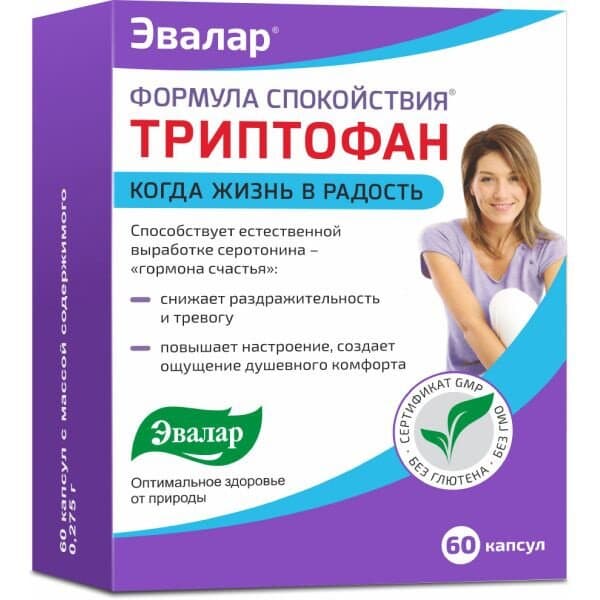 Эвалар®
ФОРМУЛА СПОКОЙСТВИЯ®
ТРИПТОФАН
КОГДА ЖИЗНЬ В РАДОСТЬ
Способствует естественной
выработке серотонина –
«гормона счастья»:
снижает раздражительность
и тревогу
повышает настроение, создает
ощущение душевного комфорта
Эвалар
Оптимальное здоровье
от природы
СЕРТИФИКАТ GMP
БЕЗ ГЛЮТЕНА • БЕЗ ГМО
60 капсул
60 капсул с массой содержимого
0,275 г